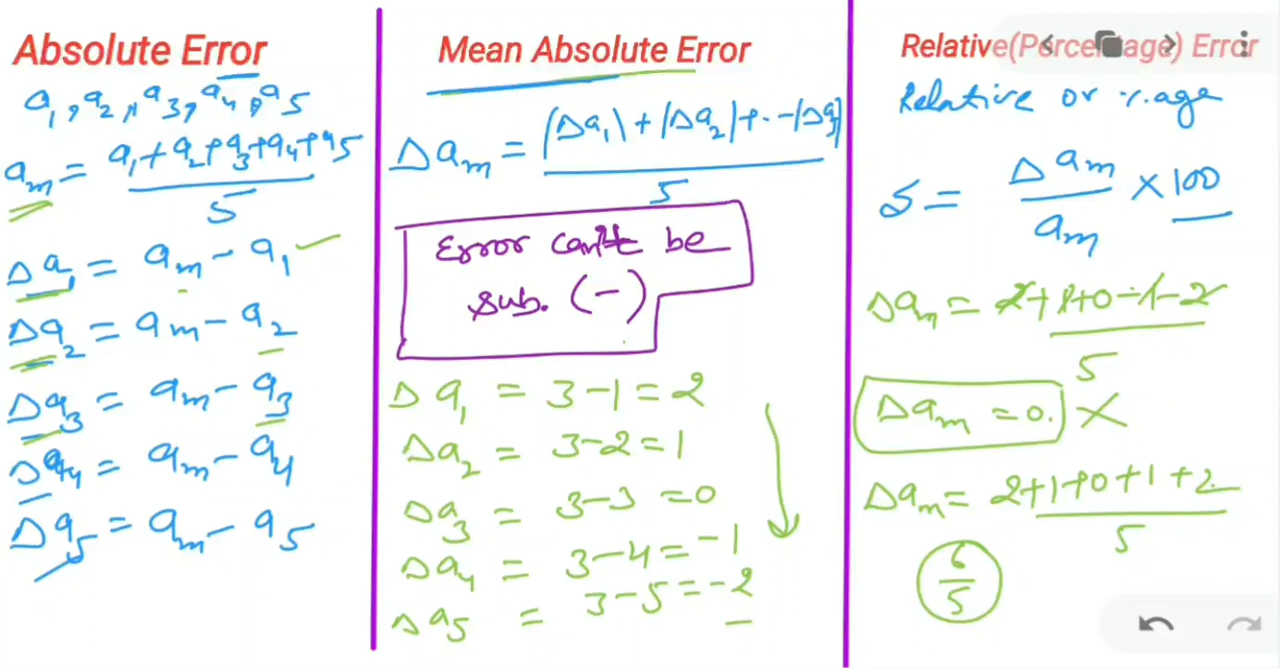 Absolute Error
a₁, a₂, a₃, a₄, a₅
aₘ = a₁ + a₂ + a₃ + a₄ + a₅
5
Δa₁ = aₘ - a₁
Δa₂ = aₘ - a₂
Δa₃ = aₘ - a₃
Δa₄ = aₘ - a₄
Δa₅ = aₘ - a₅
Mean Absolute Error
Δaₘ = |Δa₁| + |Δa₂| + . - |Δa₅|
5
Error can't be
sub. (-)
Δa₁ = 3-1 = 2
Δa₂ = 3-2 = 1
Δa₃ = 3-3 = 0
Δa₄ = 3-4 = -1
Δa₅ = 3-5 = -2
Relative(Percentage) Error
Relative or %age
δ = Δaₘ × 100
aₘ
Δaₘ = 2+1+0-1-2
5
Δaₘ = 0. ×
Δaₘ = 2+1+0+1+2
5
6
5